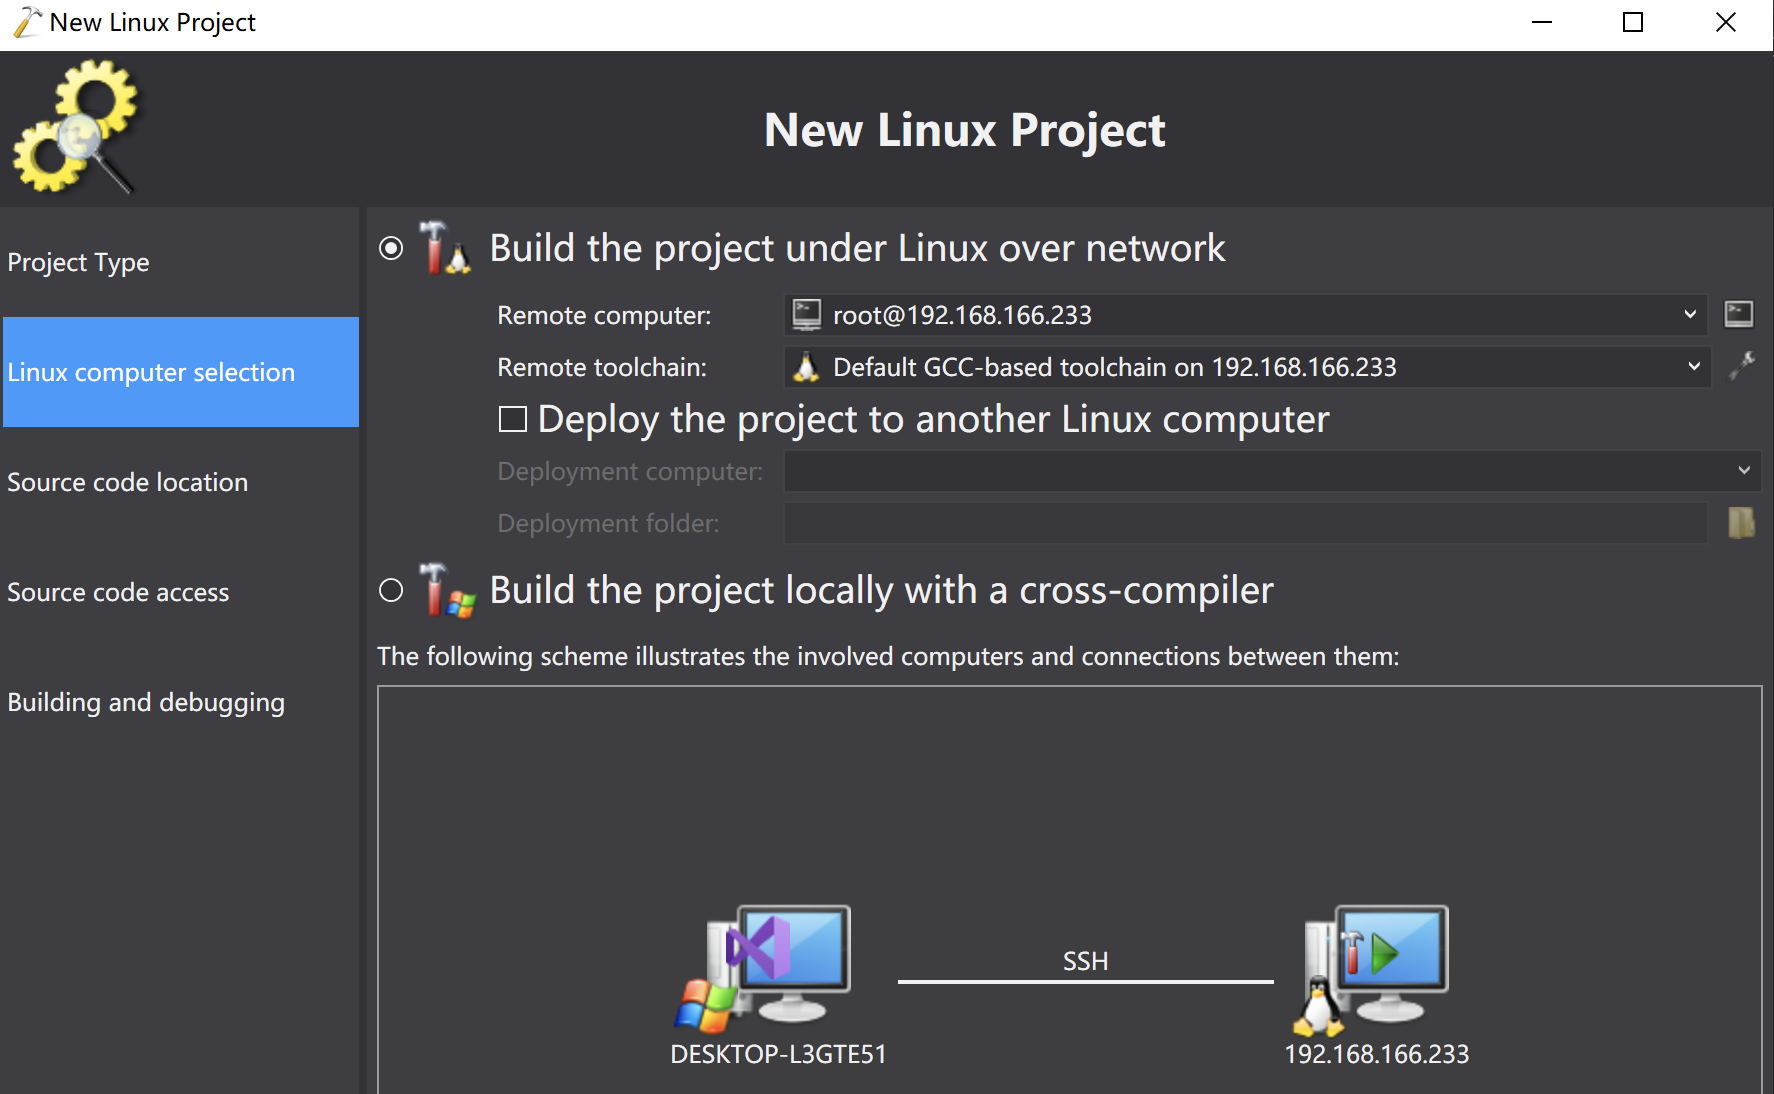 New Linux Project
New Linux Project
Project Type
Linux computer selection
Source code location
Source code access
Building and debugging
Build the project under Linux over network
Remote computer: root@192.168.166.233
Remote toolchain: Default GCC-based toolchain on 192.168.166.233
Deploy the project to another Linux computer
Deployment computer:
Deployment folder:
Build the project locally with a cross-compiler
The following scheme illustrates the involved computers and connections between them:
SSH
DESKTOP-L3GTE51
192.168.166.233